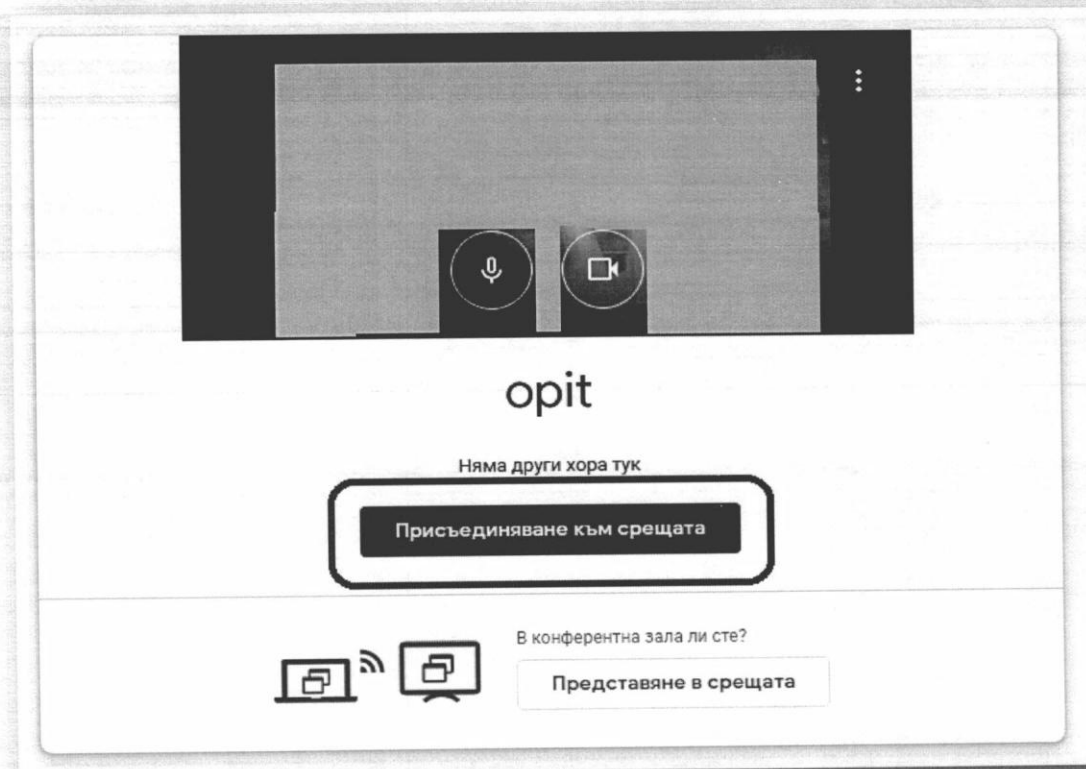 opit
Няма други хора тук
Присъединяване към срещата
В конферентна зала ли сте?
Представяне в срещата